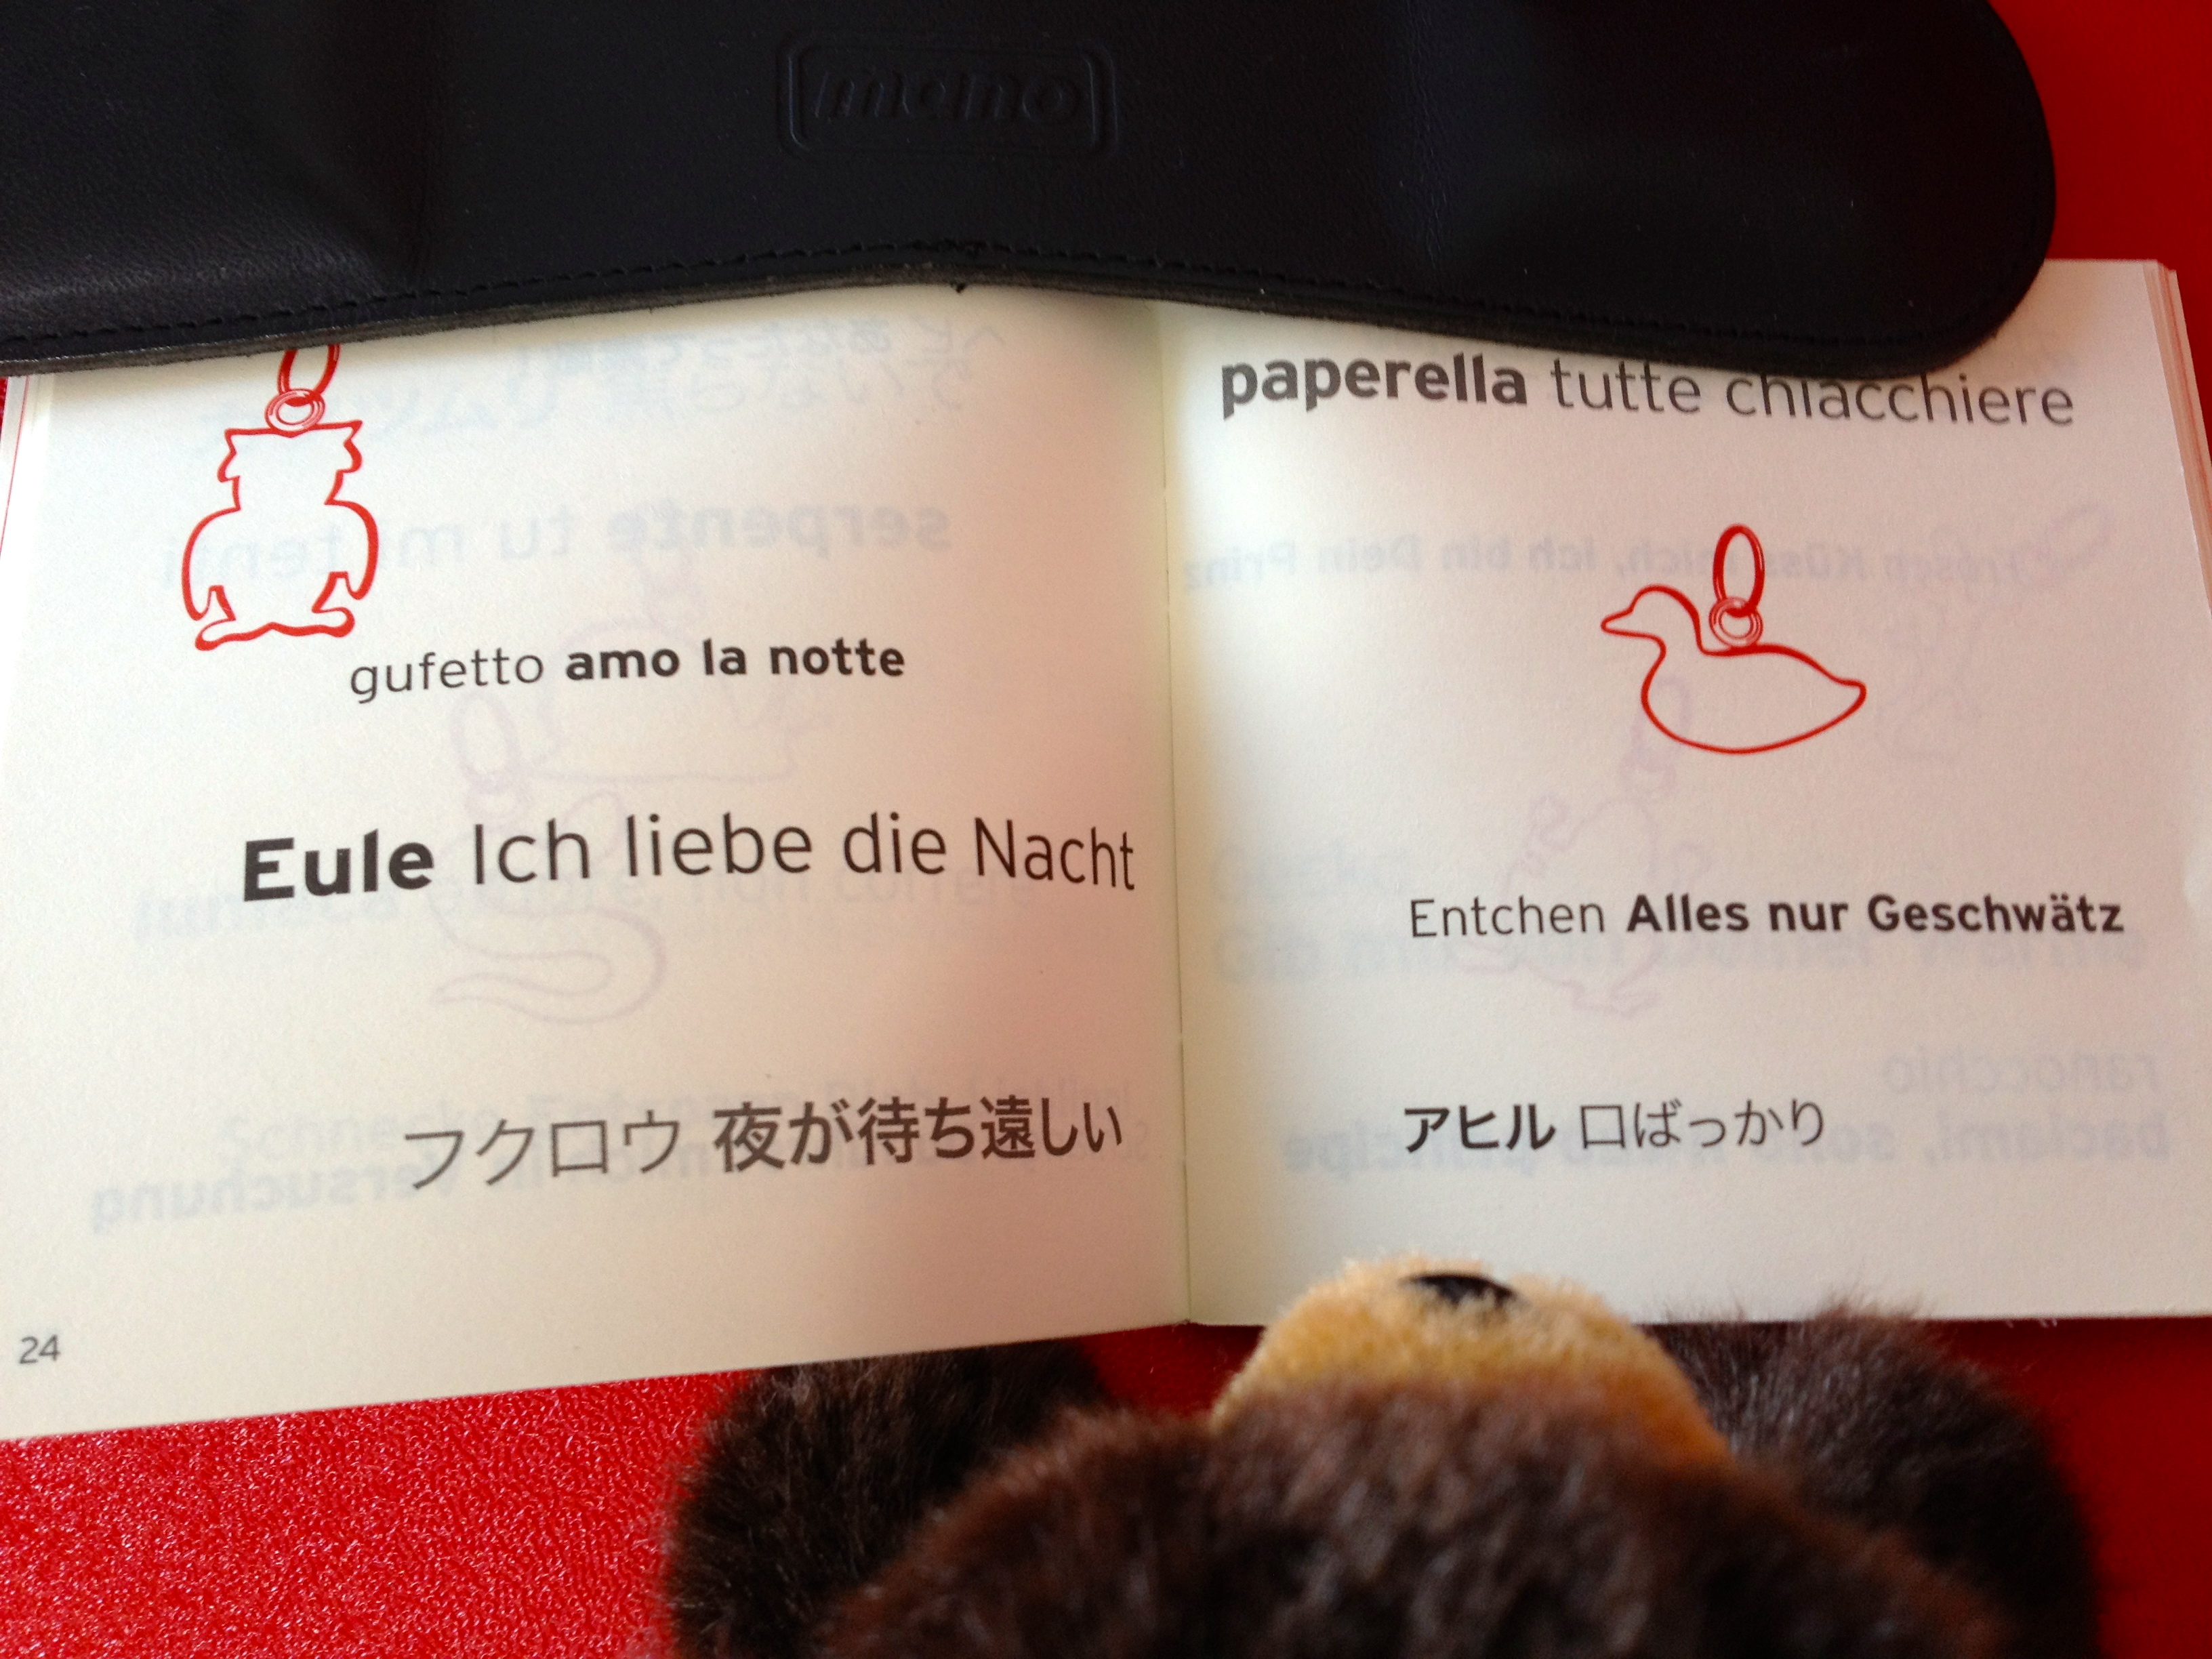 mono
gufetto amo la notte
Eule Ich liebe die Nacht
フクロウ 夜が待ち遠しい
24
paperella tutte chiacchiere
Entchen Alles nur Geschwätz
アヒル 口ばっかり